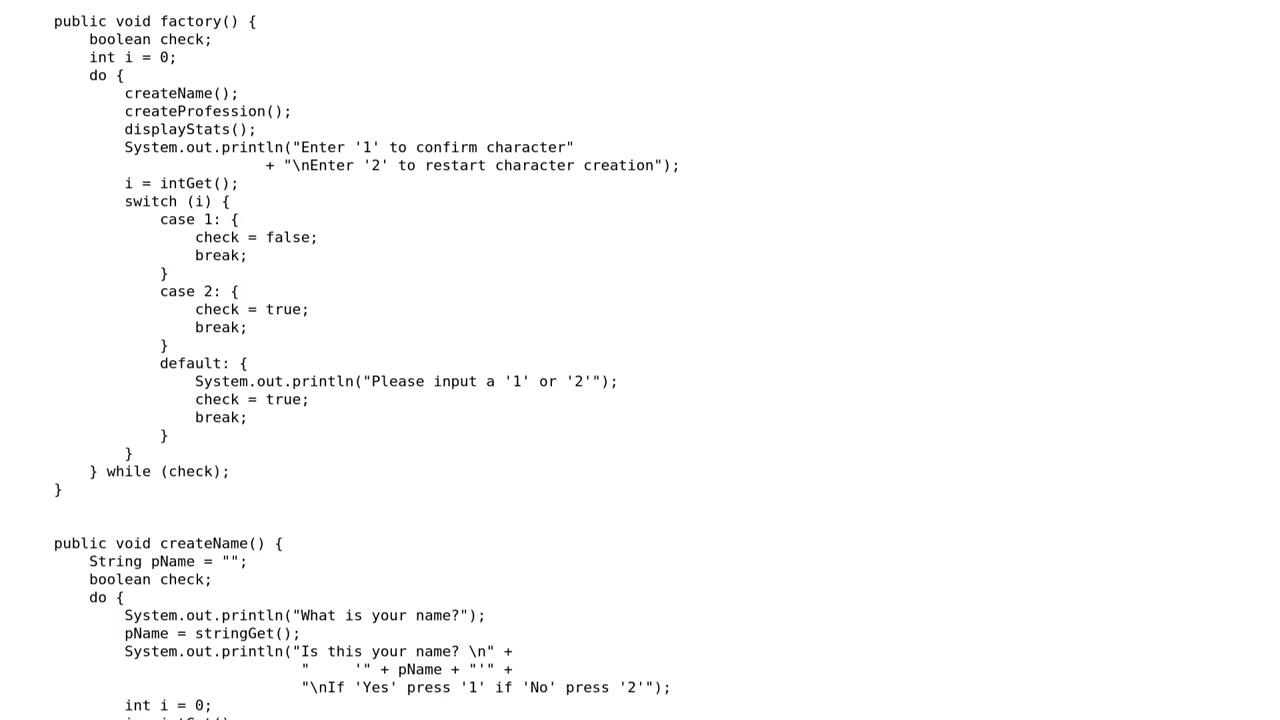 public void factory() {
    boolean check;
    int i = 0;
    do {
        createName();
        createProfession();
        displayStats();
        System.out.println("Enter '1' to confirm character"
                        + "\nEnter '2' to restart character creation");
        i = intGet();
        switch (i) {
            case 1: {
                check = false;
                break;
            }
            case 2: {
                check = true;
                break;
            }
            default: {
                System.out.println("Please input a '1' or '2'");
                check = true;
                break;
            }
        }
    } while (check);
}


public void createName() {
    String pName = "";
    boolean check;
    do {
        System.out.println("What is your name?");
        pName = stringGet();
        System.out.println("Is this your name? \n" +
                            "     '" + pName + "'" +
                            "\nIf 'Yes' press '1' if 'No' press '2'");
        int i = 0;